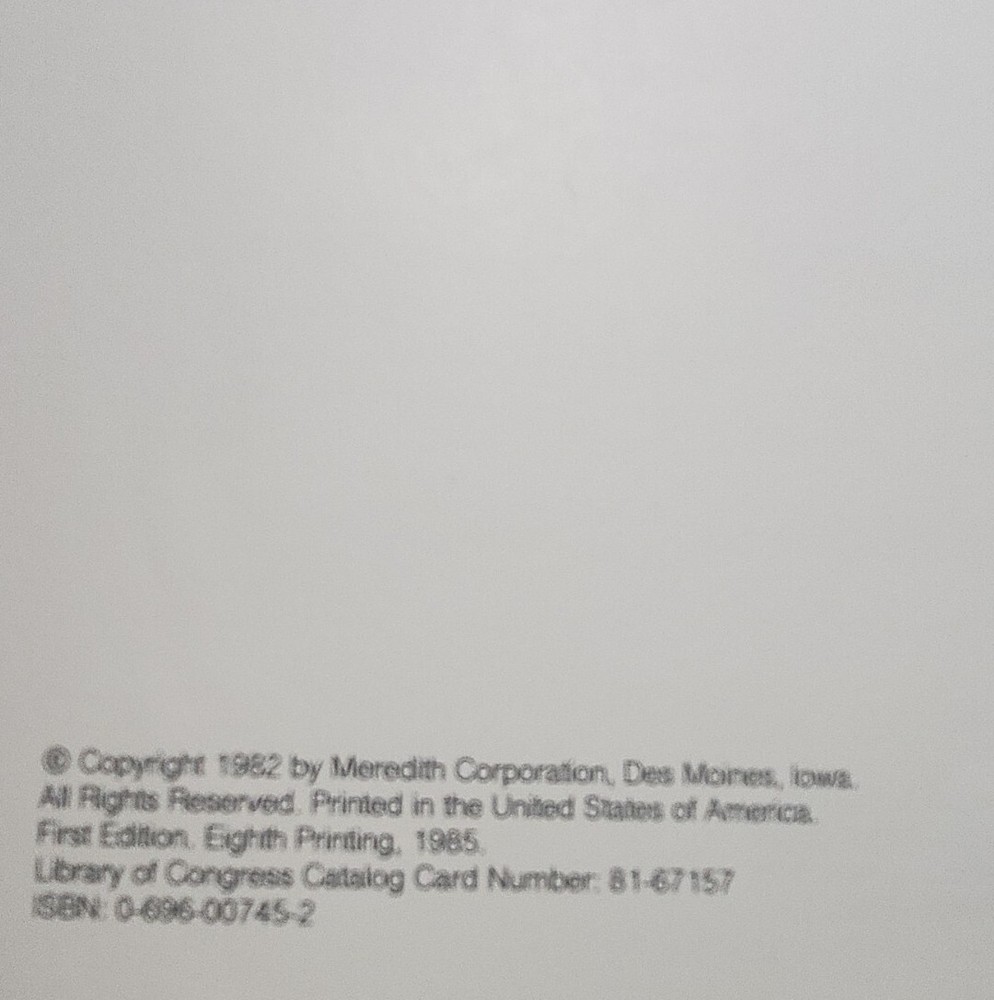 © Copyright 1982 by Meredith Corporation, Des Moines, Iowa.
All Rights Reserved. Printed in the United States of America.
First Edition. Eighth Printing, 1985.
Library of Congress Catalog Card Number: 81-67157
ISBN: 0-696-00745-2